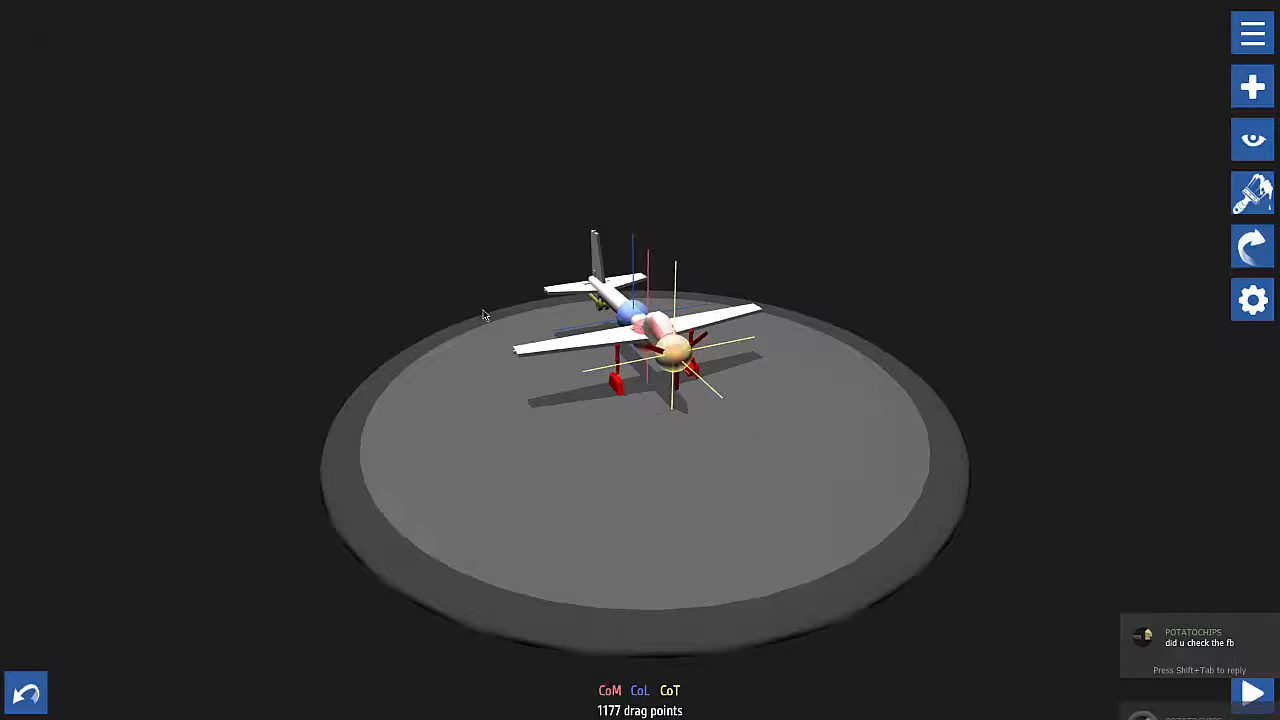 POTATOCHIPS
did u check the fb
Press Shift+Tab to reply
CoM CoL CoT
1177 drag points